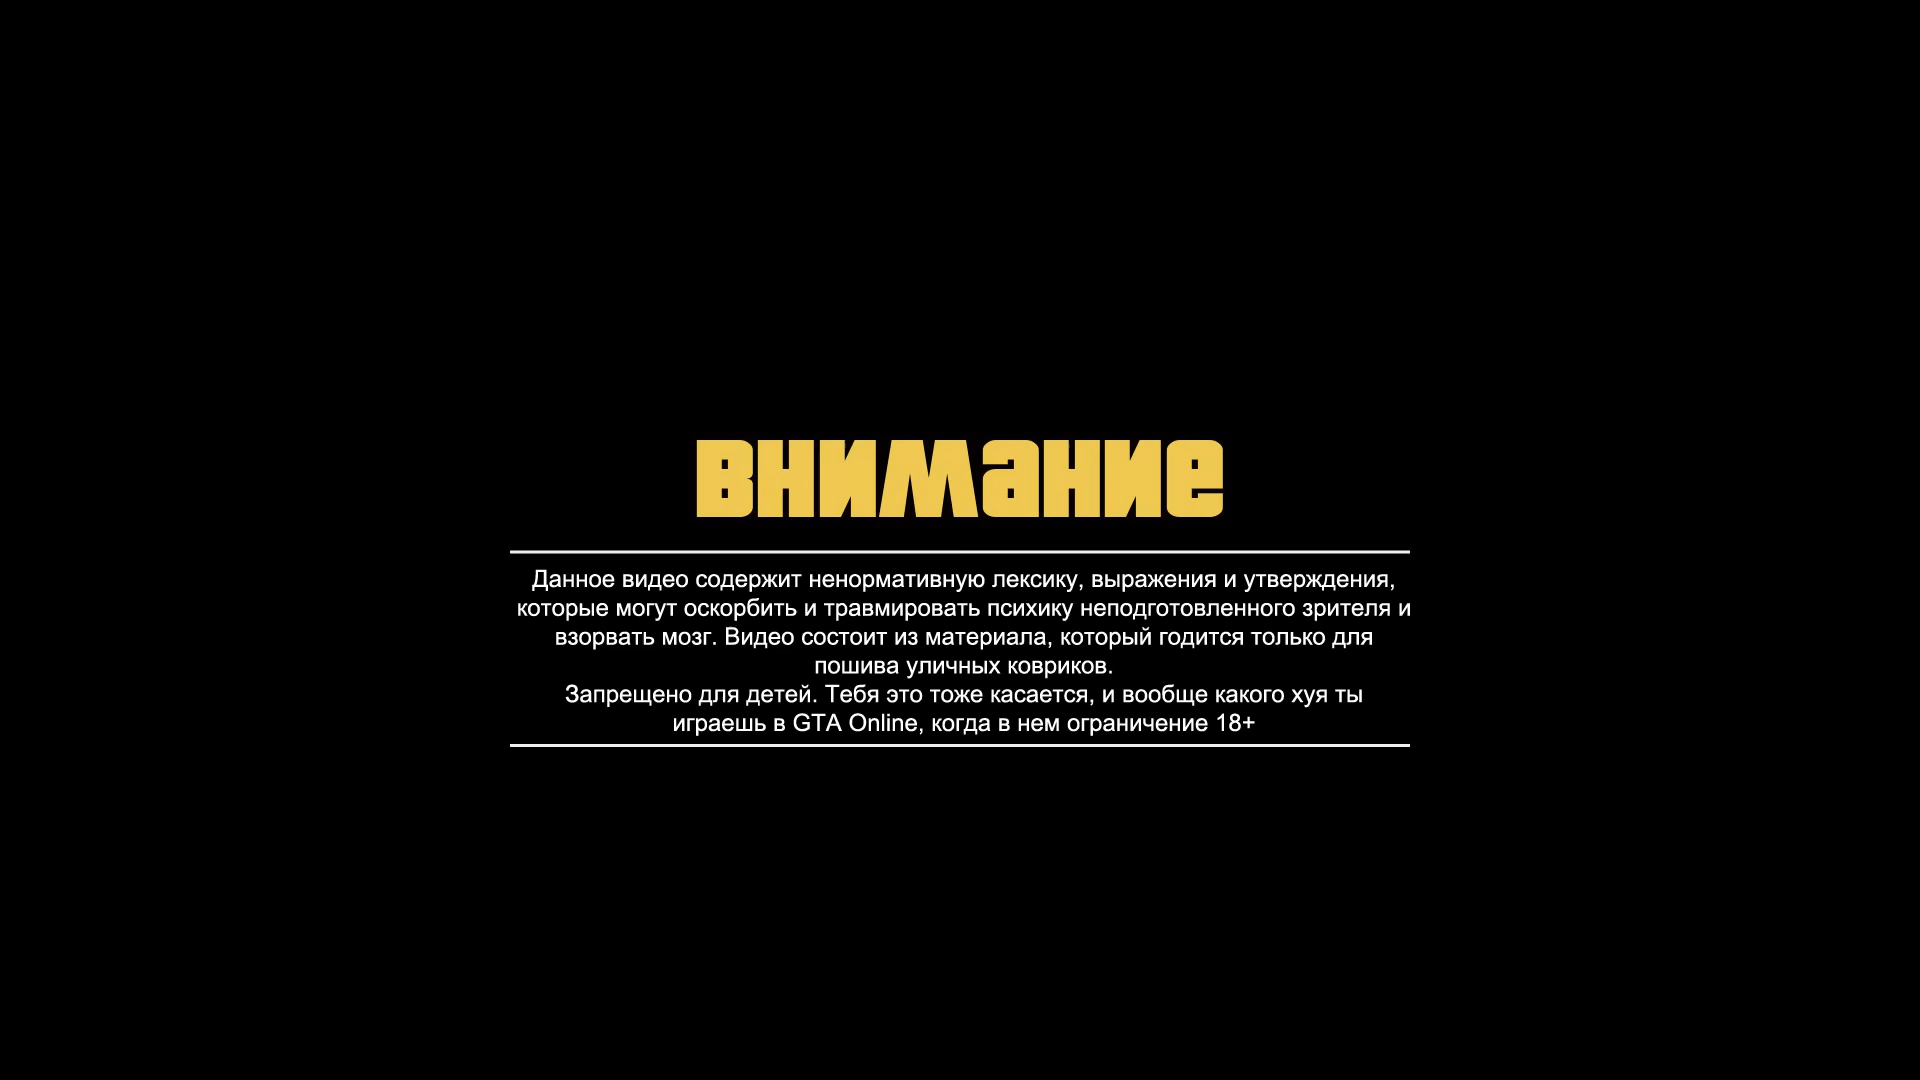 внимание
Данное видео содержит ненормативную лексику, выражения и утверждения,
которые могут оскорбить и травмировать психику неподготовленного зрителя и
взорвать мозг. Видео состоит из материала, который годится только для
пошива уличных ковриков.
Запрещено для детей. Тебя это тоже касается, и вообще какого хуя ты
играешь в GTA Online, когда в нем ограничение 18+